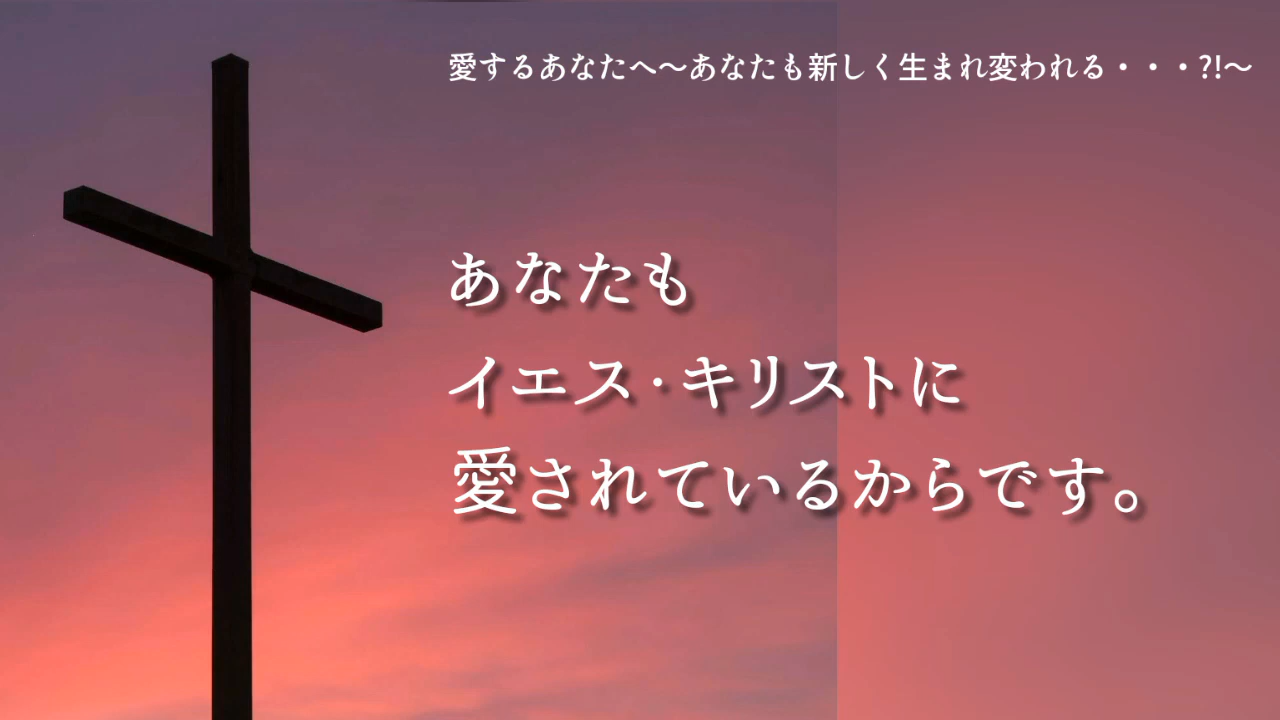 愛するあなたへ〜あなたも新しく生まれ変われる・・・?!〜
あなたも
イエス・キリストに
愛されているからです。